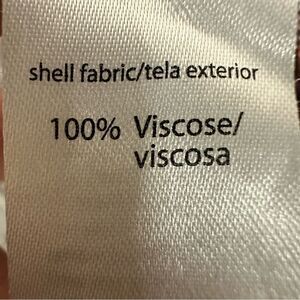 shell fabric/tela exterior
100% Viscose/
viscosa